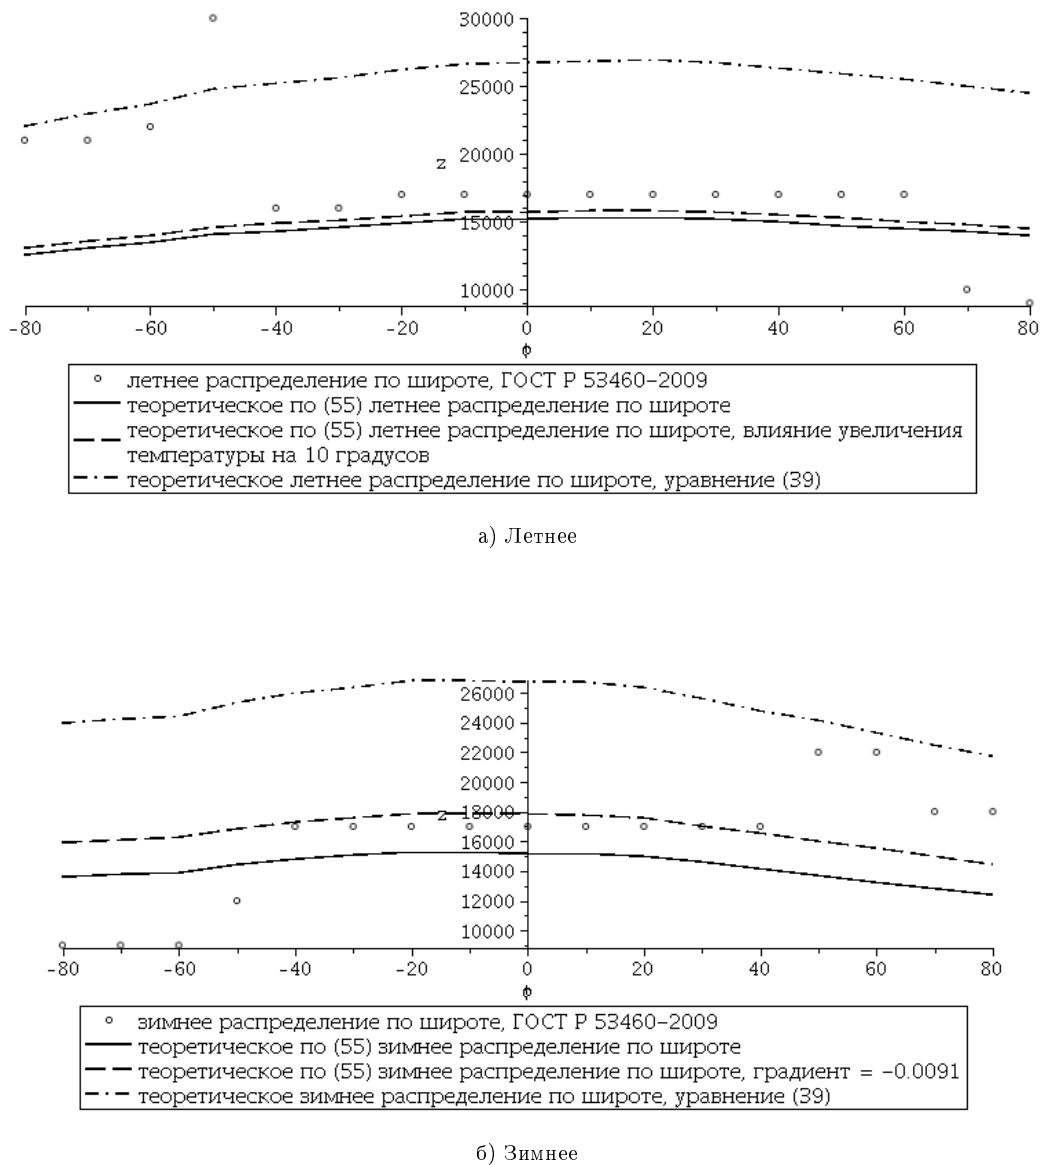 30000
25000
z 20000
15000
10000
-80 -60 -40 -20 0 20 40 60 80
ϕ
летнее распределение по широте, ГОСТ Р 53460-2009
теоретическое по (55) летнее распределение по широте
теоретическое по (55) летнее распределение по широте, влияние увеличения
температуры на 10 градусов
теоретическое летнее распределение по широте, уравнение (39)
а) Летнее
26000
24000
22000
20000
z 18000
16000
14000
12000
10000
-80 -60 -40 -20 0 20 40 60 80
ϕ
зимнее распределение по широте, ГОСТ Р 53460-2009
теоретическое по (55) зимнее распределение по широте
теоретическое по (55) зимнее распределение по широте, градиент = -0.0091
теоретическое зимнее распределение по широте, уравнение (39)
б) Зимнее